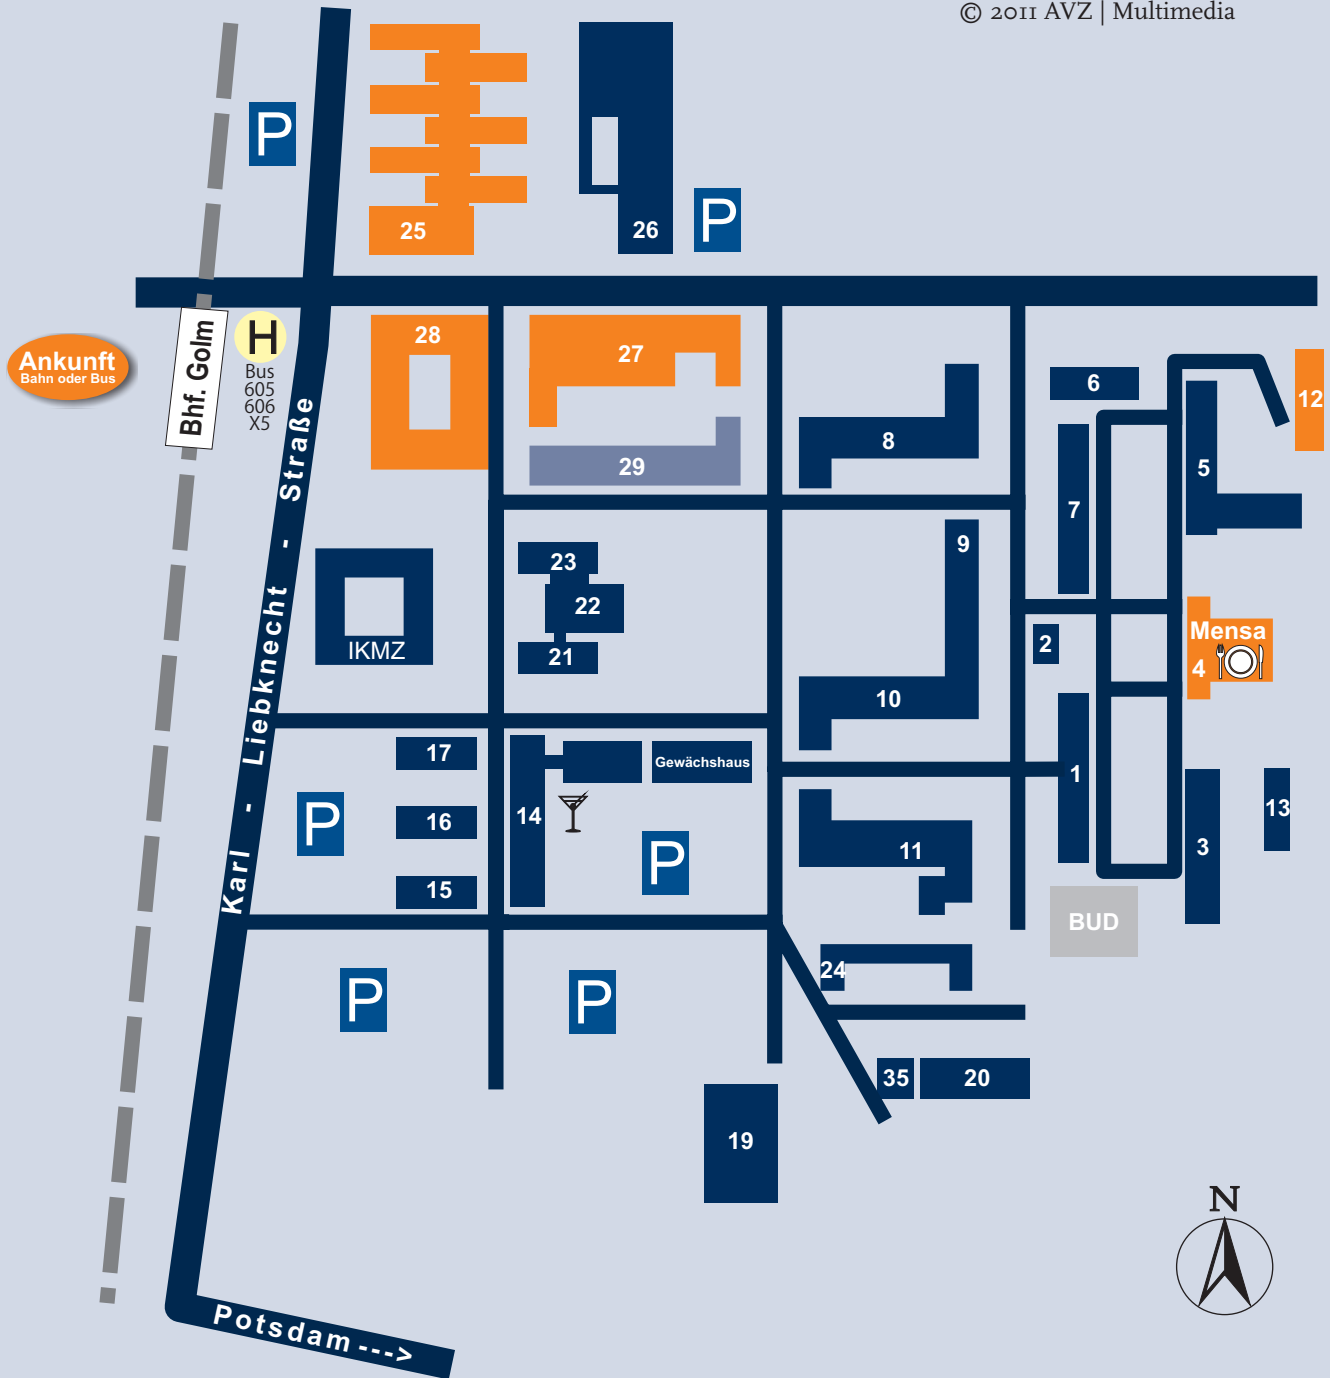 © 2011 AVZ | Multimedia
P
25
26
P
Ankunft
Bahn oder Bus
Bhf. Golm
H
Bus
605
606
X5
28
27
29
8
6
12
5
7
9
23
22
21
IKMZ
Karl - Liebknecht - Straße
2
Mensa
4
10
17
16
15
14
Gewächshaus
1
3
13
11
P
P
BUD
24
P
P
35
20
19
N
Potsdam --->